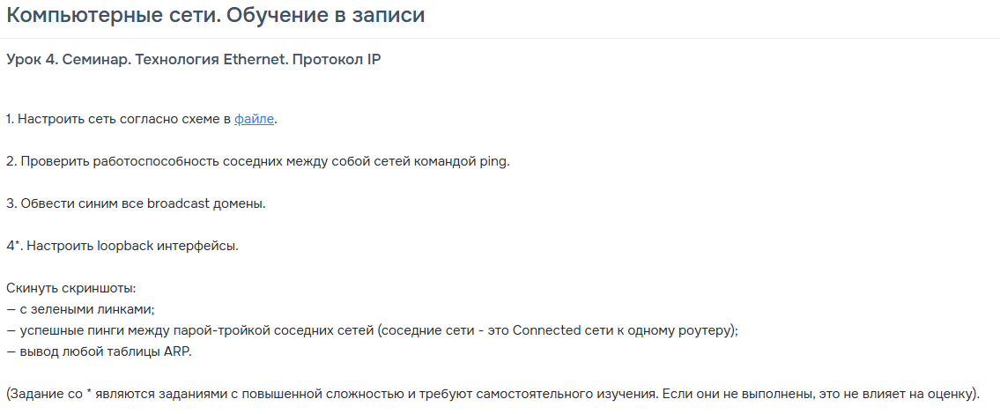 Компьютерные сети. Обучение в записи
Урок 4. Семинар. Технология Ethernet. Протокол IP
1. Настроить сеть согласно схеме в файле.
2. Проверить работоспособность соседних между собой сетей командой ping.
3. Обвести синим все broadcast домены.
4*. Настроить loopback интерфейсы.
Скинуть скриншоты:
— с зелеными линками;
— успешные пинги между парой-тройкой соседних сетей (соседние сети - это Connected сети к одному роутеру);
— вывод любой таблицы ARP.
(Задание со * являются заданиями с повышенной сложностью и требуют самостоятельного изучения. Если они не выполнены, это не влияет на оценку).